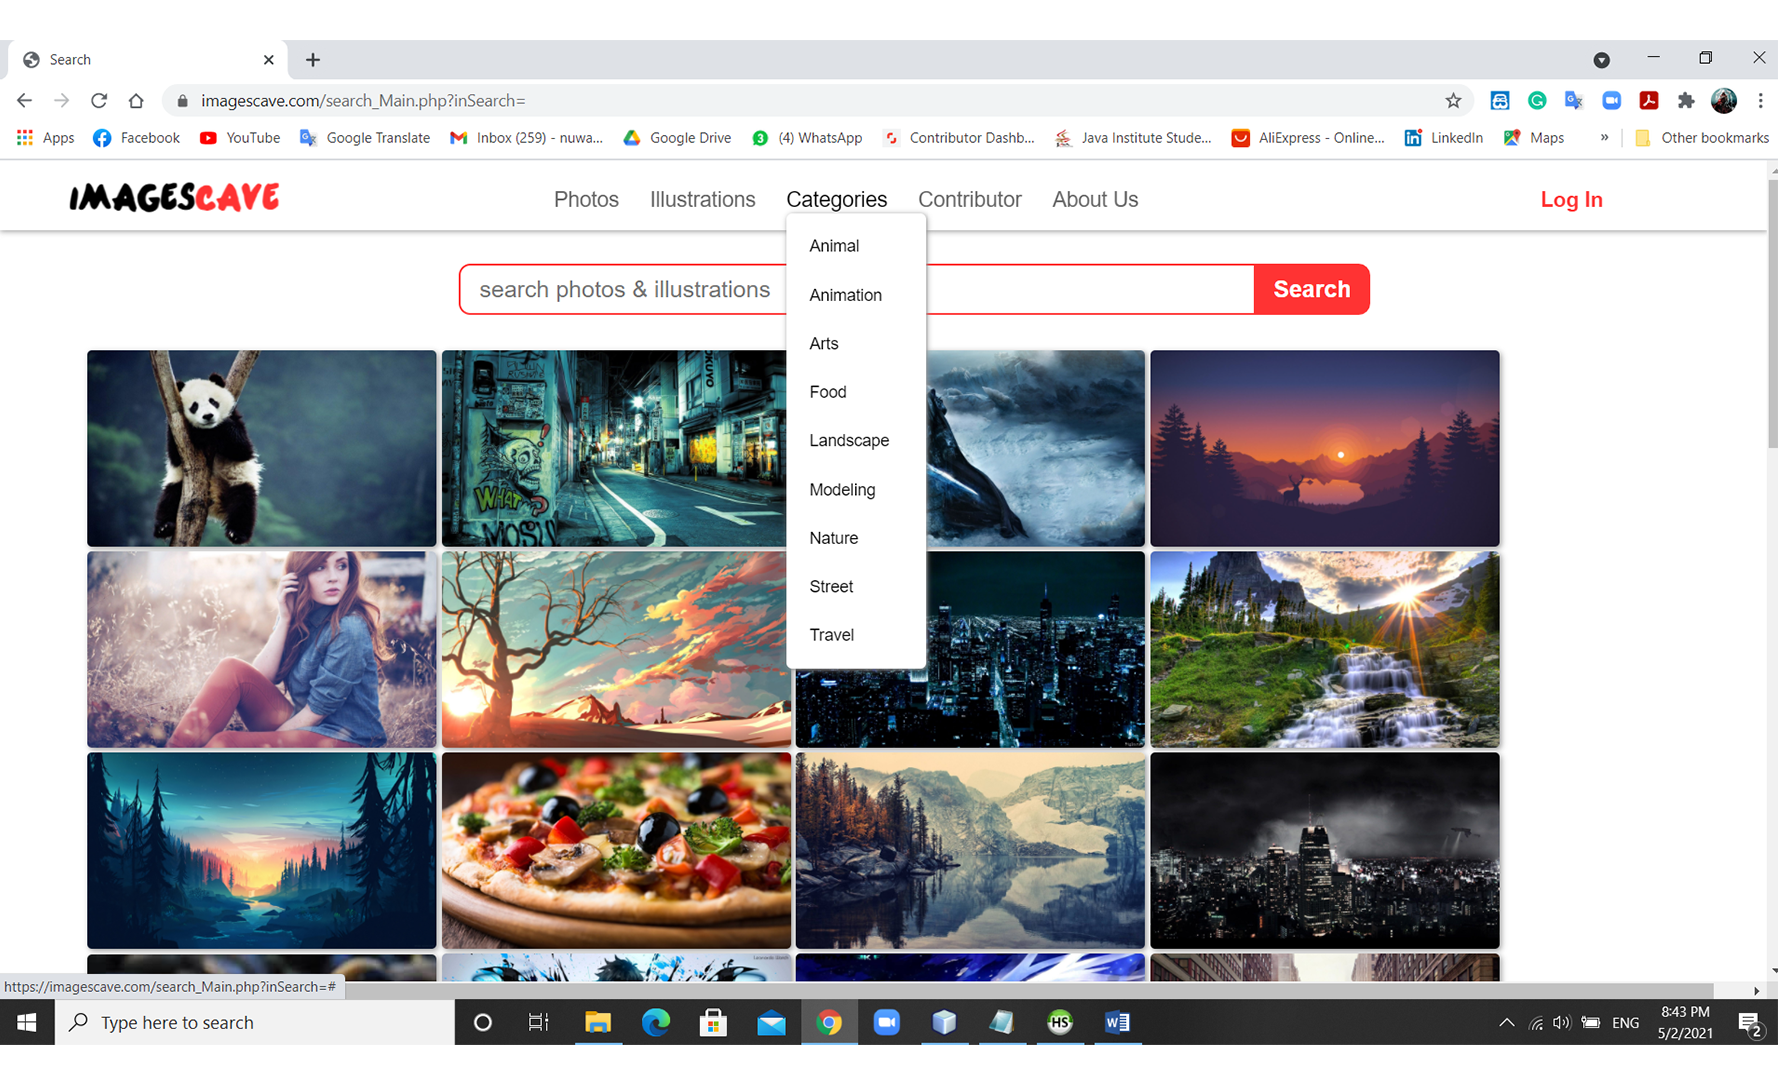 Search
imagescave.com/search_Main.php?inSearch=
Apps Facebook YouTube Google Translate Inbox (259) - nuwa... Google Drive (4) WhatsApp Contributor Dashb... Java Institute Stude... AliExpress - Online... LinkedIn Maps » Other bookmarks
IMAGESCAVE Photos Illustrations Categories Contributor About Us Log In
Animal
search photos & illustrations Search
Animation
Arts
Food
Landscape
Modeling
WHAT?
Nature
Street
Travel
https://imagescave.com/search_Main.php?inSearch=#
Type here to search
HS
ENG
8:43 PM
5/2/2021
2